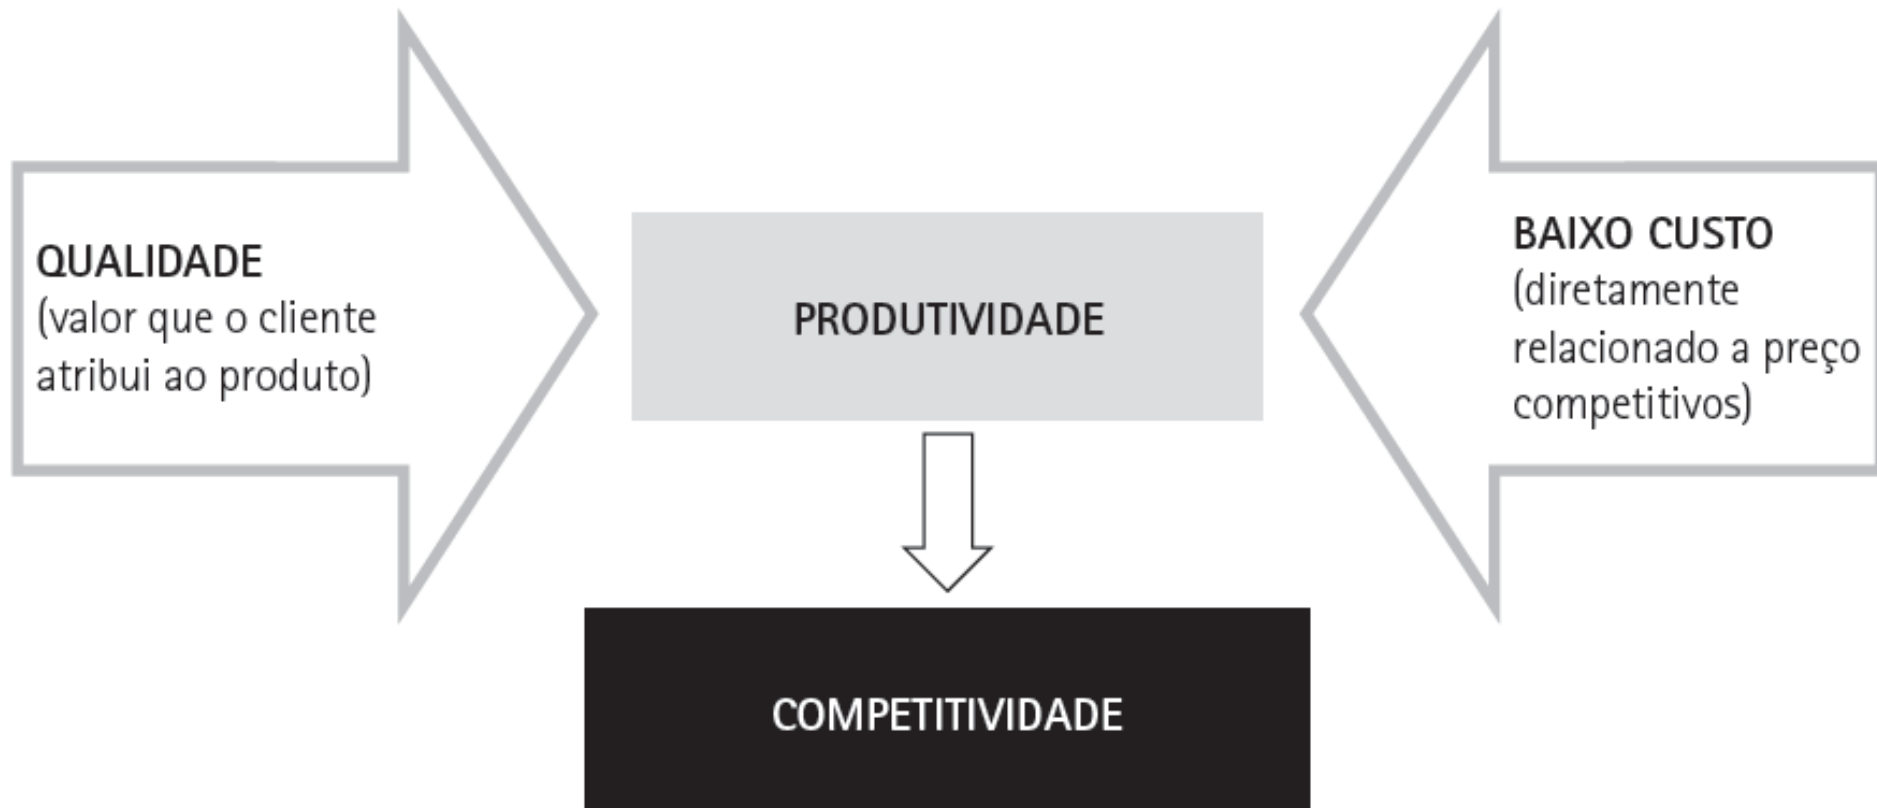 QUALIDADE
(valor que o cliente
atribui ao produto)
PRODUTIVIDADE
BAIXO CUSTO
(diretamente
relacionado a preço
competitivos)
COMPETITIVIDADE